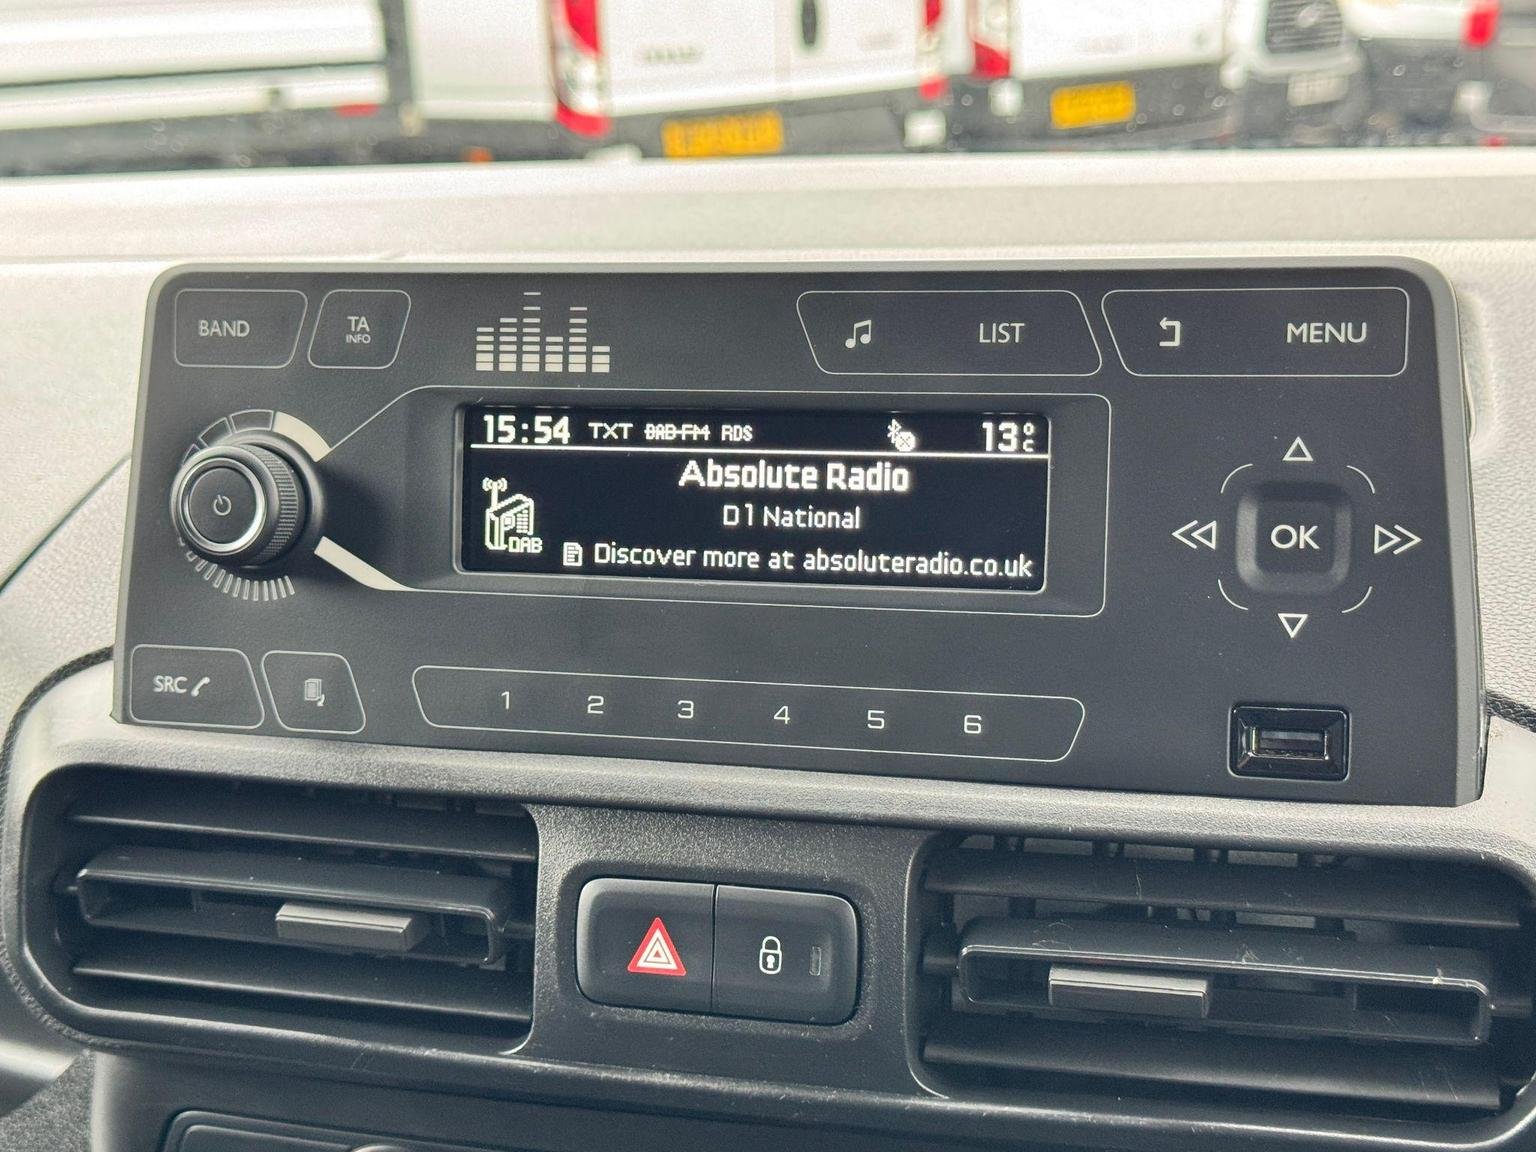 BAND
TA
INFO
LIST
MENU
15:54 TXT DAB-FM RDS 13°C
Absolute Radio
D1 National
DAB
Discover more at absoluteradio.co.uk
OK
SRC
1 2 3 4 5 6